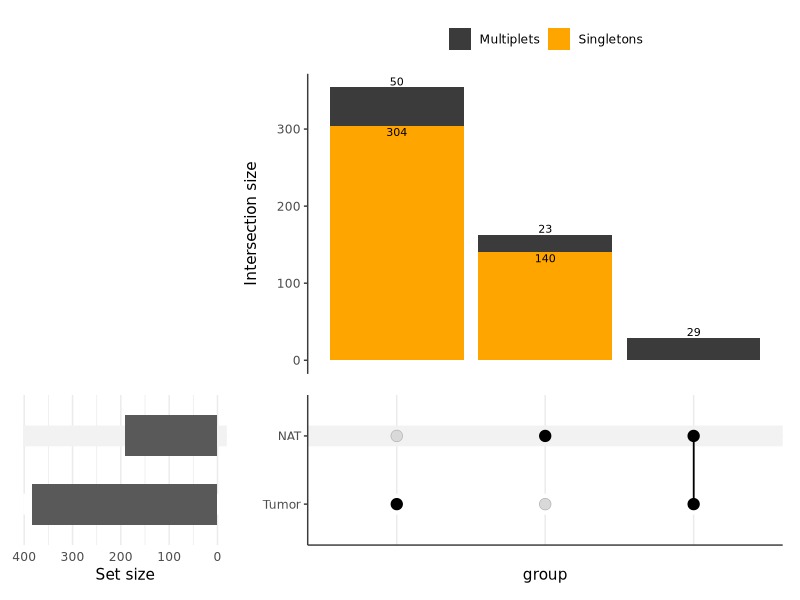 Multiplets Singletons
50
304
23
140
29
300
200
100
0
Intersection size
NAT
Tumor
400 300 200 100 0
Set size
group